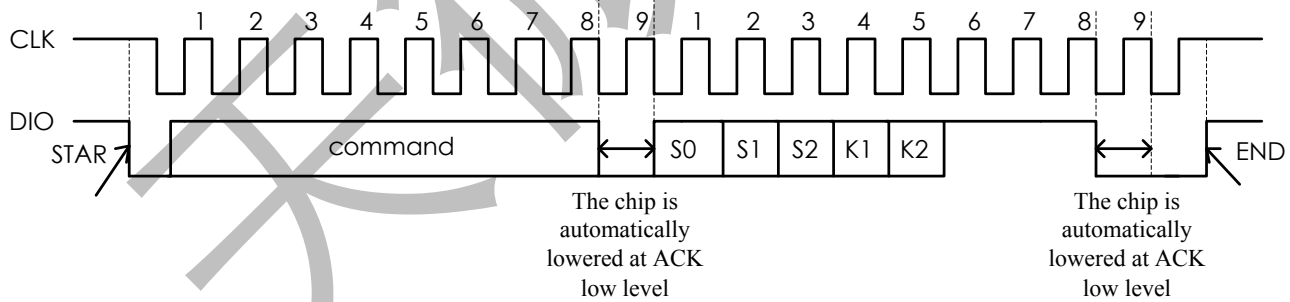 1 2 3 4 5 6 7 8 9 1 2 3 4 5 6 7 8 9
CLK
DIO
STAR
command
S0 S1 S2 K1 K2
END
The chip is
automatically
lowered at ACK
low level
The chip is
automatically
lowered at ACK
low level